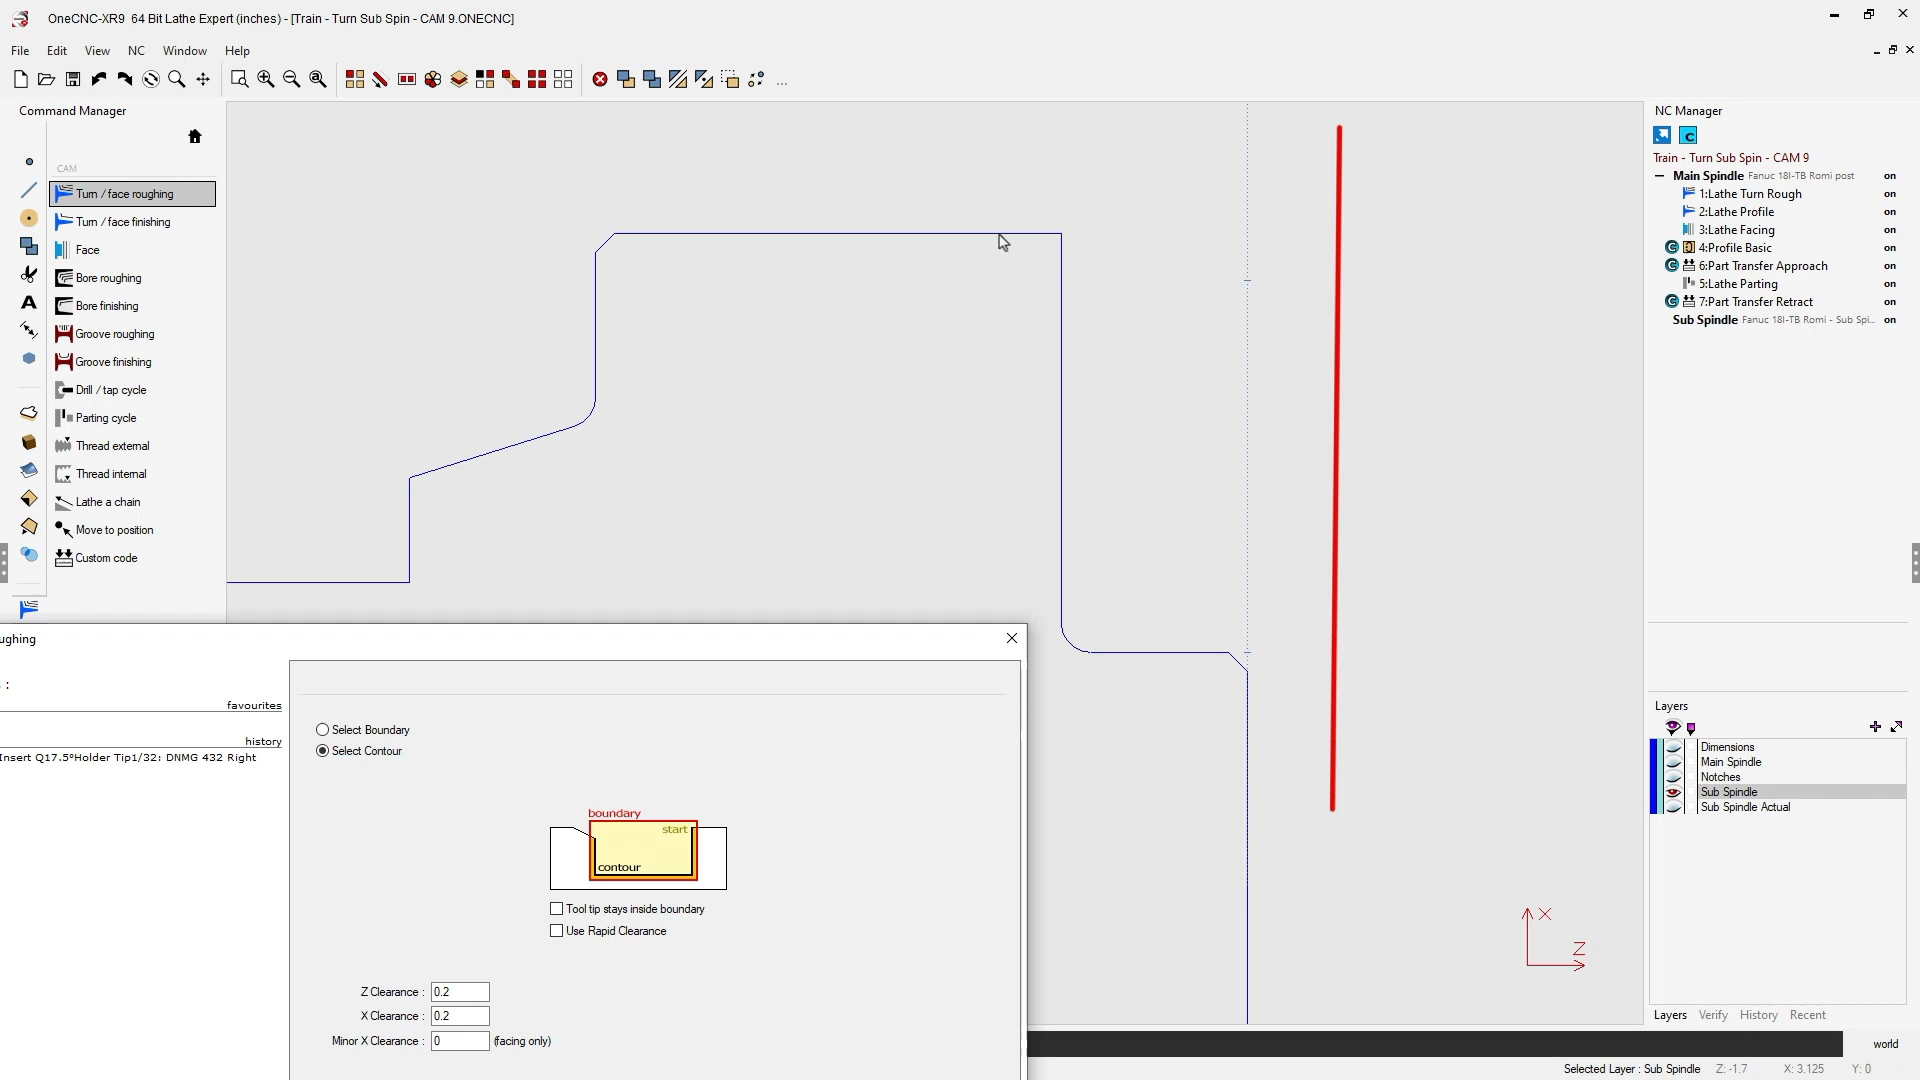 OneCNC-XR9 64 Bit Lathe Expert (inches) - [Train - Turn Sub Spin - CAM 9.ONECNC]
File Edit View NC Window Help
...
Command Manager
CAM
Turn / face roughing
Turn / face finishing
Face
Bore roughing
Bore finishing
Groove roughing
Groove finishing
Drill / tap cycle
Parting cycle
Thread external
Thread internal
Lathe a chain
Move to position
Custom code
ughing
:
favourites
history
Insert Q17.5°Holder Tip1/32: DNMG 432 Right
Select Boundary
Select Contour
boundary
start
contour
Tool tip stays inside boundary
Use Rapid Clearance
Z Clearance : 0.2
X Clearance : 0.2
Minor X Clearance : 0 (facing only)
X
Z
NC Manager
Train - Turn Sub Spin - CAM 9
Main Spindle Fanuc 18I-TB Romi post on
1:Lathe Turn Rough on
2:Lathe Profile on
3:Lathe Facing on
4:Profile Basic on
6:Part Transfer Approach on
5:Lathe Parting on
7:Part Transfer Retract on
Sub Spindle Fanuc 18I-TB Romi - Sub Spi... on
Layers
Dimensions
Main Spindle
Notches
Sub Spindle
Sub Spindle Actual
Layers Verify History Recent
world
Selected Layer : Sub Spindle Z: -1.7 X: 3.125 Y: 0